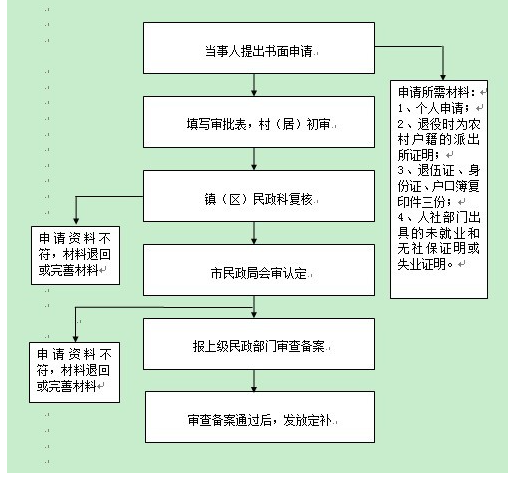 当事人提出书面申请
申请所需材料：
1、个人申请；
2、退役时为农
村户籍的派出
所证明；
3、退伍证、身
份证、户口簿复
印件三份；
4、人社部门出
具的未就业和
无社保证明或
失业证明。
填写审批表，村（居）初审
镇（区）民政科复核
申请资料不
符，材料退回
或完善材料
市民政局会审认定
报上级民政部门审查备案
申请资料不
符，材料退回
或完善材料
审查备案通过后，发放定补